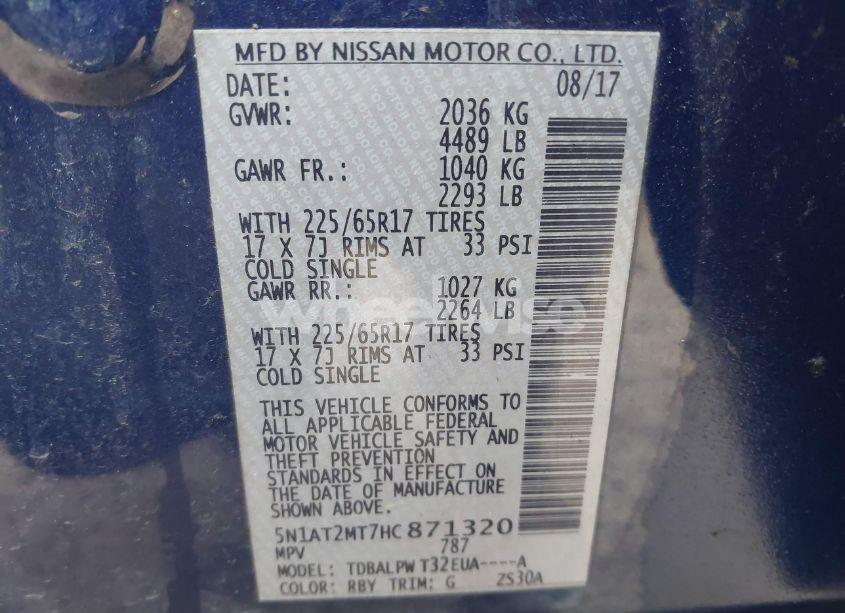 MFD BY NISSAN MOTOR CO., LTD.
DATE: 08/17
GVWR: 2036 KG
4489 LB
GAWR FR.: 1040 KG
2293 LB
WITH 225/65R17 TIRES
17 X 7J RIMS AT 33 PSI
COLD SINGLE
GAWR RR.: 1027 KG
2264 LB
WITH 225/65R17 TIRES
17 X 7J RIMS AT 33 PSI
COLD SINGLE
THIS VEHICLE CONFORMS TO
ALL APPLICABLE FEDERAL
MOTOR VEHICLE SAFETY AND
THEFT PREVENTION
STANDARDS IN EFFECT ON
THE DATE OF MANUFACTURE
SHOWN ABOVE.
5N1AT2MT7HC871320
MPV 787
MODEL: TDBALPW T32EUA----A
COLOR: RBY TRIM: G ZS30A